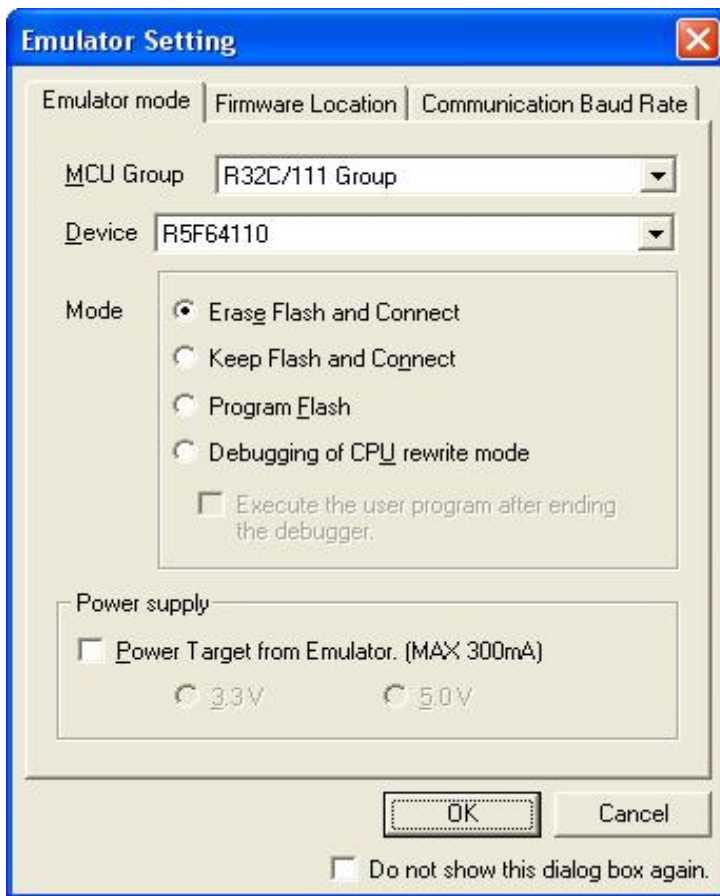 Emulator Setting
Emulator mode Firmware Location Communication Baud Rate
MCU Group R32C/111 Group
Device R5F64110
Mode Erase Flash and Connect
Keep Flash and Connect
Program Flash
Debugging of CPU rewrite mode
Execute the user program after ending
the debugger.
Power supply
Power Target from Emulator. (MAX 300mA)
3.3V 5.0V
OK Cancel
Do not show this dialog box again.